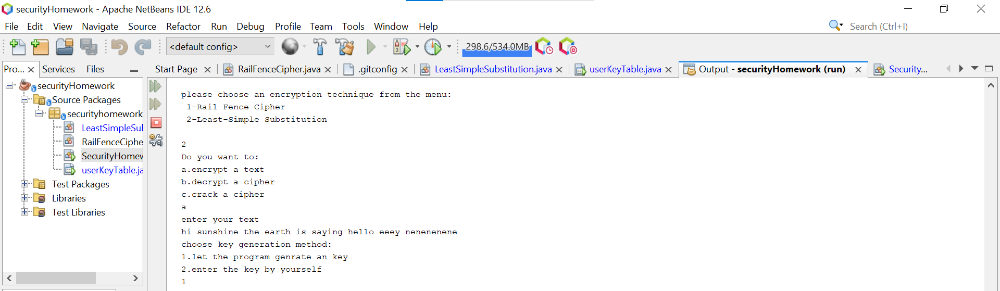 securityHomework - Apache NetBeans IDE 12.6
File Edit View Navigate Source Refactor Run Debug Profile Team Tools Window Help Search (Ctrl+I)
<default config> 298.6/534.0MB
Pro... Services Files Start Page RailFenceCipher.java .gitconfig LeastSimpleSubstitution.java userKeyTable.java Output - securityHomework (run) Security...
securityHomework
Source Packages
securityhomework
LeastSimpleSul
RailFenceCiphe
SecurityHomew
userKeyTable.ja
Test Packages
Libraries
Test Libraries
please choose an encryption technique from the menu:
1-Rail Fence Cipher
2-Least-Simple Substitution
2
Do you want to:
a.encrypt a text
b.decrypt a cipher
c.crack a cipher
a
enter your text
hi sunshine the earth is saying hello eeey nenenenene
choose key generation method:
1.let the program genrate an key
2.enter the key by yourself
1